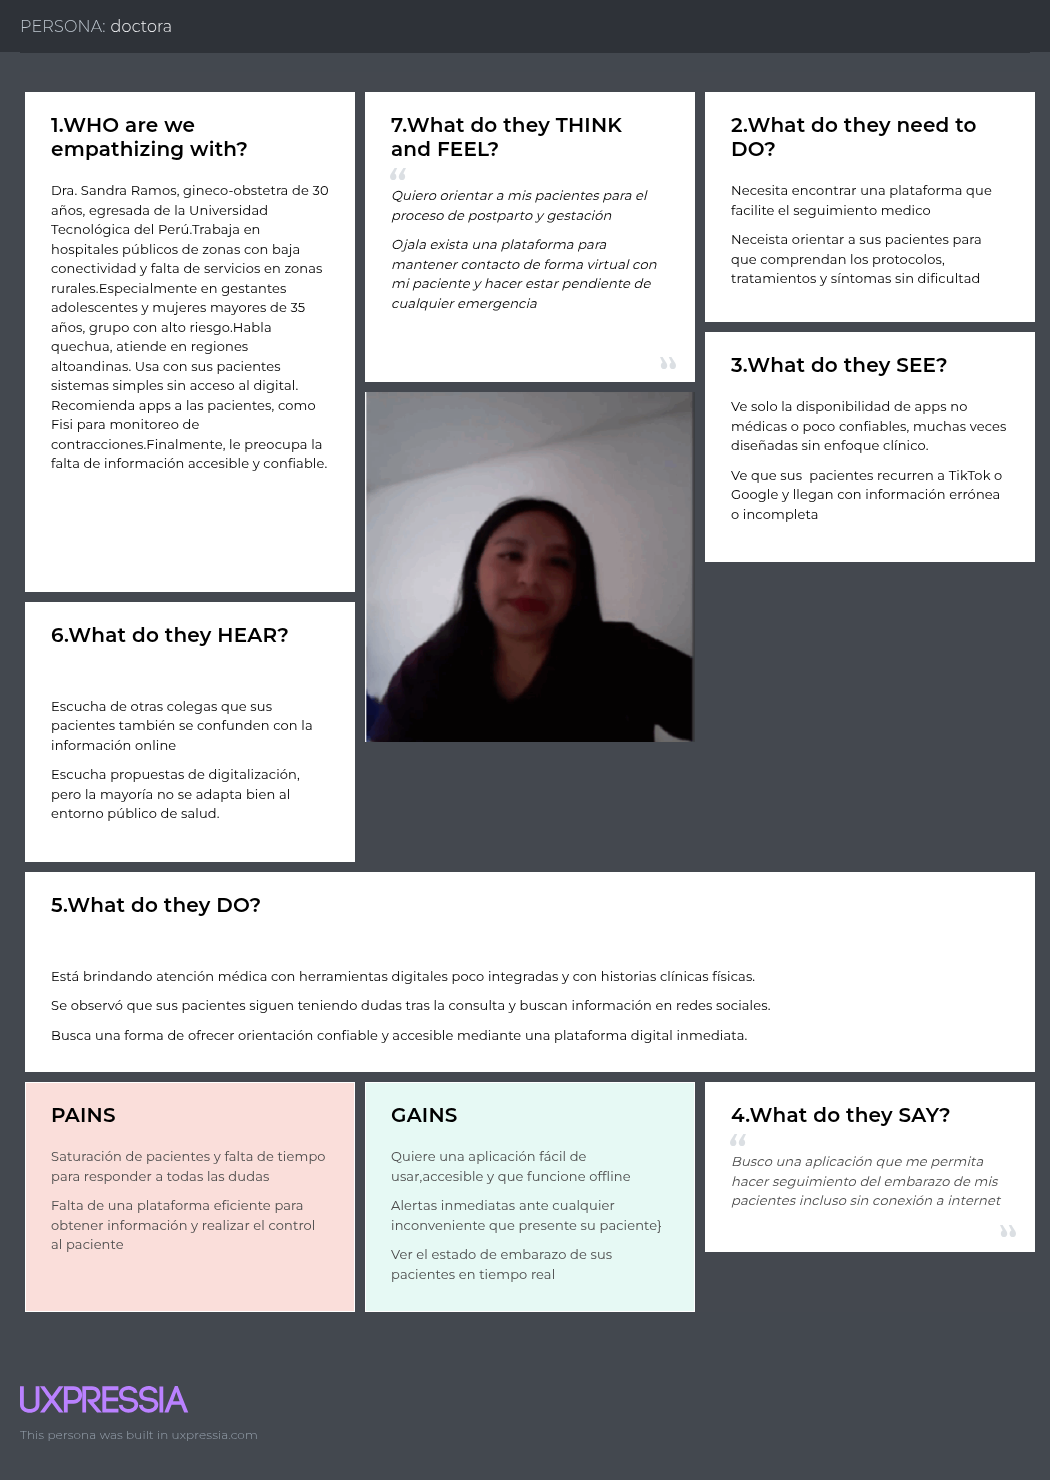 PERSONA: doctora
1.WHO are we
empathizing with?
Dra. Sandra Ramos, gineco-obstetra de 30
años, egresada de la Universidad
Tecnológica del Perú.Trabaja en
hospitales públicos de zonas con baja
conectividad y falta de servicios en zonas
rurales.Especialmente en gestantes
adolescentes y mujeres mayores de 35
años, grupo con alto riesgo.Habla
quechua, atiende en regiones
altoandinas. Usa con sus pacientes
sistemas simples sin acceso al digital.
Recomienda apps a las pacientes, como
Fisi para monitoreo de
contracciones.Finalmente, le preocupa la
falta de información accesible y confiable.
7.What do they THINK
and FEEL?
“
Quiero orientar a mis pacientes para el
proceso de postparto y gestación
Ojala exista una plataforma para
mantener contacto de forma virtual con
mi paciente y hacer estar pendiente de
cualquier emergencia
”
2.What do they need to
DO?
Necesita encontrar una plataforma que
facilite el seguimiento medico
Neceista orientar a sus pacientes para
que comprendan los protocolos,
tratamientos y síntomas sin dificultad
3.What do they SEE?
Ve solo la disponibilidad de apps no
médicas o poco confiables, muchas veces
diseñadas sin enfoque clínico.
Ve que sus  pacientes recurren a TikTok o
Google y llegan con información errónea
o incompleta
6.What do they HEAR?
Escucha de otras colegas que sus
pacientes también se confunden con la
información online
Escucha propuestas de digitalización,
pero la mayoría no se adapta bien al
entorno público de salud.
5.What do they DO?
Está brindando atención médica con herramientas digitales poco integradas y con historias clínicas físicas.
Se observó que sus pacientes siguen teniendo dudas tras la consulta y buscan información en redes sociales.
Busca una forma de ofrecer orientación confiable y accesible mediante una plataforma digital inmediata.
PAINS
Saturación de pacientes y falta de tiempo
para responder a todas las dudas
Falta de una plataforma eficiente para
obtener información y realizar el control
al paciente
GAINS
Quiere una aplicación fácil de
usar,accesible y que funcione offline
Alertas inmediatas ante cualquier
inconveniente que presente su paciente}
Ver el estado de embarazo de sus
pacientes en tiempo real
4.What do they SAY?
“
Busco una aplicación que me permita
hacer seguimiento del embarazo de mis
pacientes incluso sin conexión a internet
”
UXPRESSIA
This persona was built in uxpressia.com